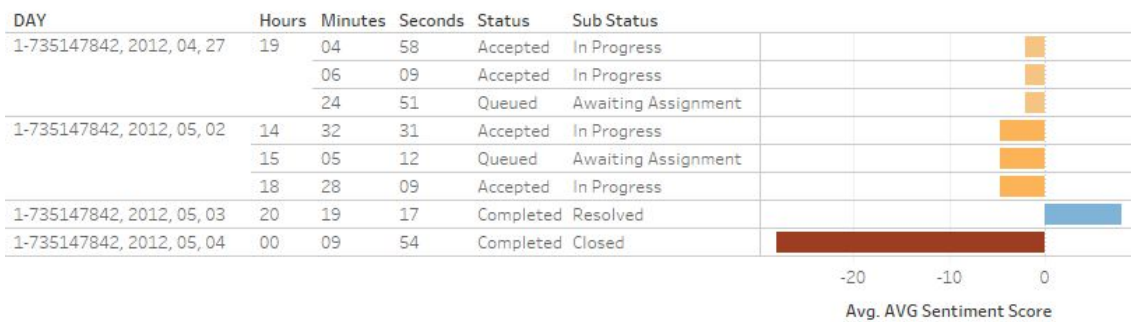 DAY Hours Minutes Seconds Status Sub Status
1-735147842, 2012, 04, 27 19 04 58 Accepted In Progress
06 09 Accepted In Progress
24 51 Queued Awaiting Assignment
1-735147842, 2012, 05, 02 14 32 31 Accepted In Progress
15 05 12 Queued Awaiting Assignment
18 28 09 Accepted In Progress
1-735147842, 2012, 05, 03 20 19 17 Completed Resolved
1-735147842, 2012, 05, 04 00 09 54 Completed Closed
-20 -10 0
Avg. AVG Sentiment Score